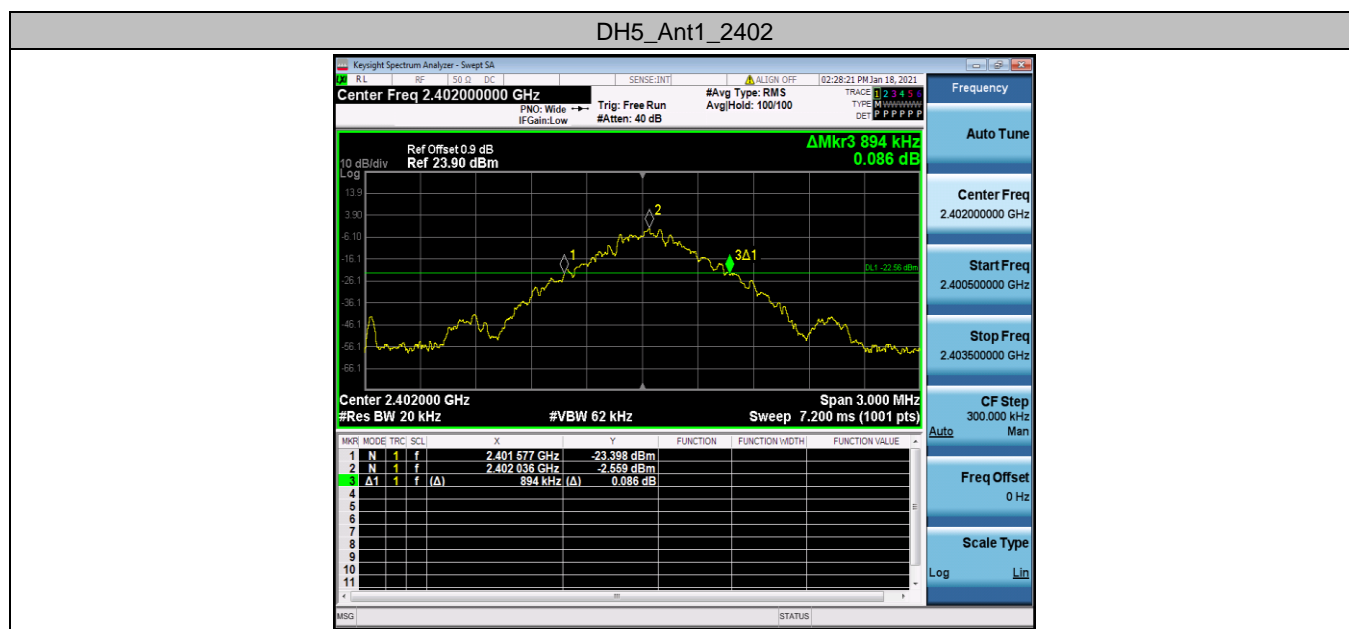 DH5_Ant1_2402
Keysight Spectrum Analyzer - Swept SA
RL RF 50 Ω DC SENSE:INT ALIGN OFF 02:28:21 PM Jan 18, 2021
Center Freq 2.402000000 GHz
PNO: Wide
IFGain:Low
Trig: Free Run
#Atten: 40 dB
#Avg Type: RMS
Avg|Hold: 100/100
TRACE 1 2 3 4 5 6
TYPE M WWWWW
DET P P P P P P
Frequency
Auto Tune
Center Freq
2.402000000 GHz
Start Freq
2.400500000 GHz
Stop Freq
2.403500000 GHz
CF Step
300.000 kHz
Auto Man
Freq Offset
0 Hz
Scale Type
Log Lin
ΔMkr3 894 kHz
0.086 dB
Ref Offset 0.9 dB
10 dB/div Ref 23.90 dBm
Log
13.9
3.90
-6.10
-16.1
-26.1
-36.1
-46.1
-56.1
-66.1
1
2
3Δ1
DL1 -22.56 dBm
Center 2.402000 GHz Span 3.000 MHz
#Res BW 20 kHz #VBW 62 kHz Sweep 7.200 ms (1001 pts)
MKR MODE TRC SCL X Y FUNCTION FUNCTION WIDTH FUNCTION VALUE
1 N 1 f 2.401 577 GHz -23.398 dBm
2 N 1 f 2.402 036 GHz -2.559 dBm
3 Δ1 1 f (Δ) 894 kHz (Δ) 0.086 dB
4
5
6
7
8
9
10
11
MSG STATUS